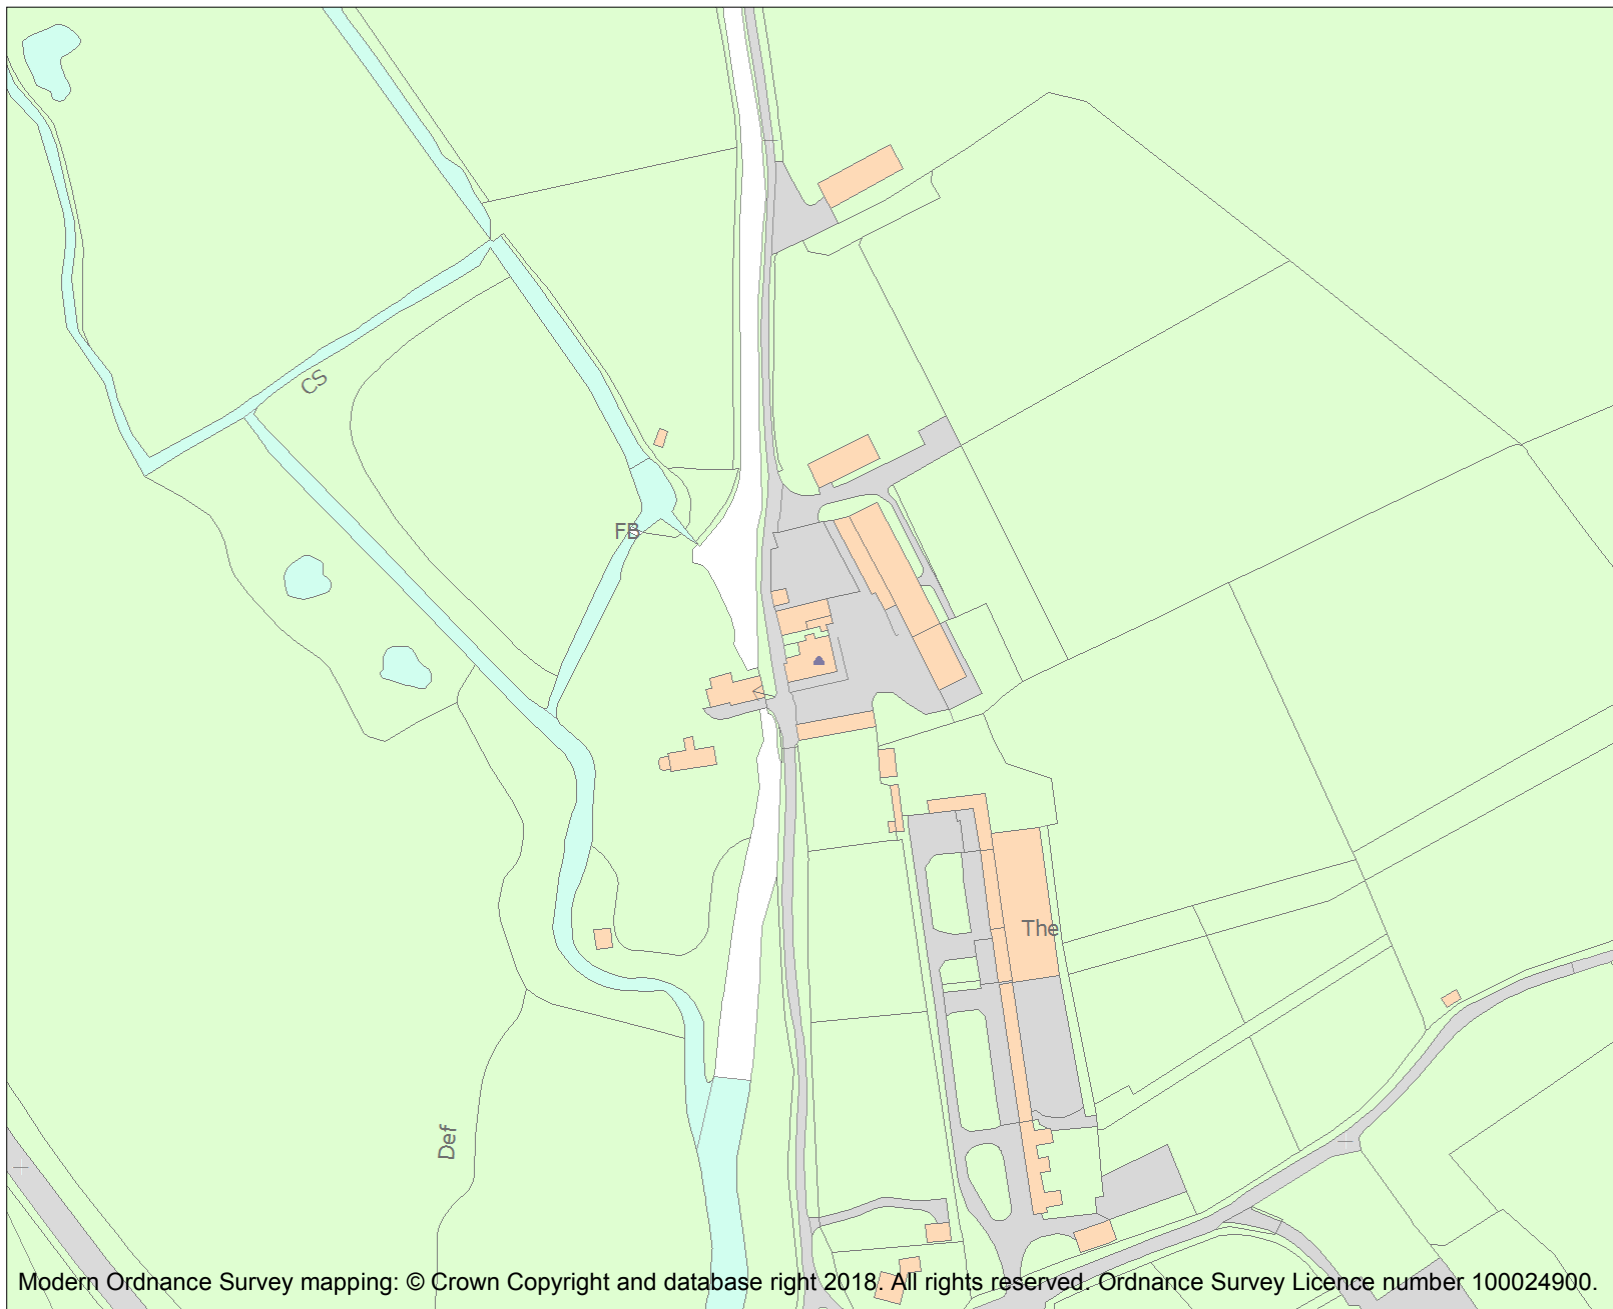 CS
FB
The
Def
Modern Ordnance Survey mapping: © Crown Copyright and database right 2018. All rights reserved. Ordnance Survey Licence number 100024900.